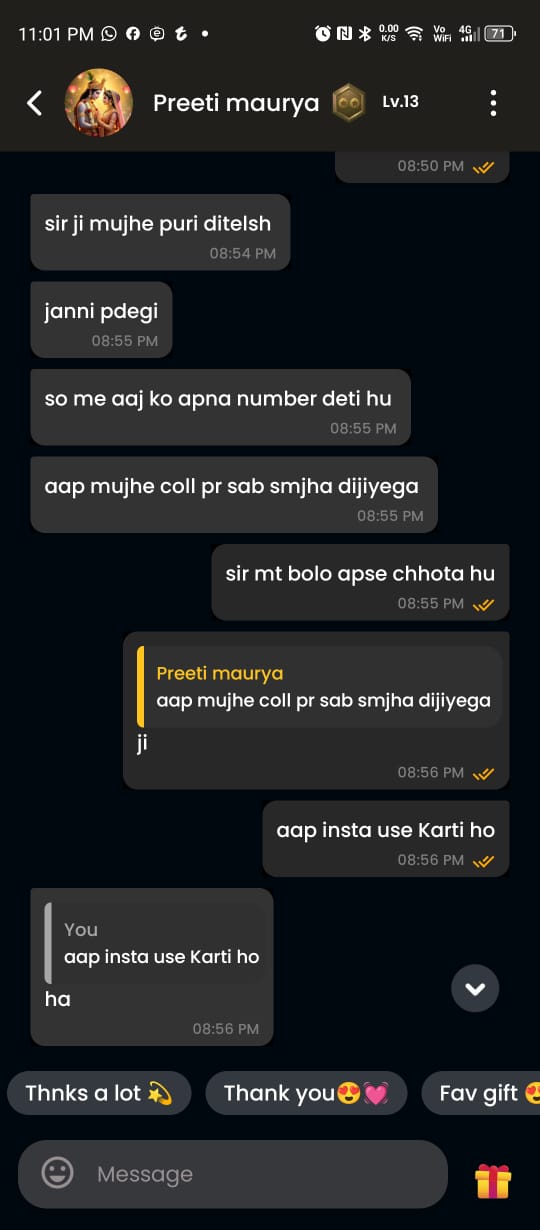 11:01 PM
0.00 K/S
Vo WiFi
4G
71
Preeti maurya
Lv.13
08:50 PM
sir ji mujhe puri ditelsh
08:54 PM
janni pdegi
08:55 PM
so me aaj ko apna number deti hu
08:55 PM
aap mujhe coll pr sab smjha dijiyega
08:55 PM
sir mt bolo apse chhota hu
08:55 PM
Preeti maurya
aap mujhe coll pr sab smjha dijiyega
ji
08:56 PM
aap insta use Karti ho
08:56 PM
You
aap insta use Karti ho
ha
08:56 PM
Thnks a lot 💫
Thank you😍💓
Fav gift 😍
Message